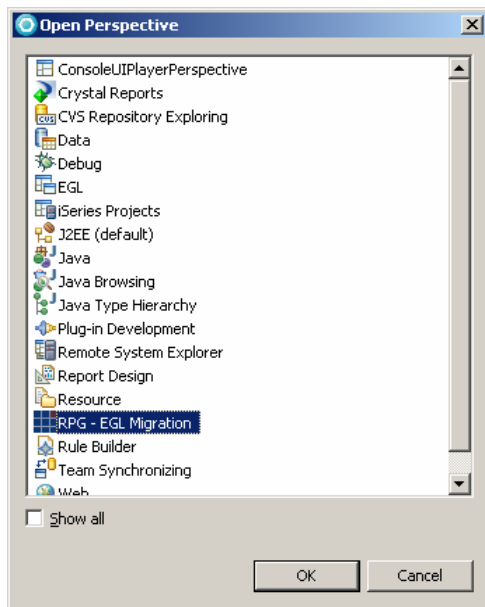 Open Perspective
ConsoleUIPlayerPerspective
Crystal Reports
CVS CVS Repository Exploring
Data
Debug
EGL
iSeries Projects
J2EE (default)
Java
Java Browsing
Java Type Hierarchy
Plug-in Development
Remote System Explorer
Report Design
Resource
RPG - EGL Migration
Rule Builder
Team Synchronizing
Web
Show all
OK Cancel